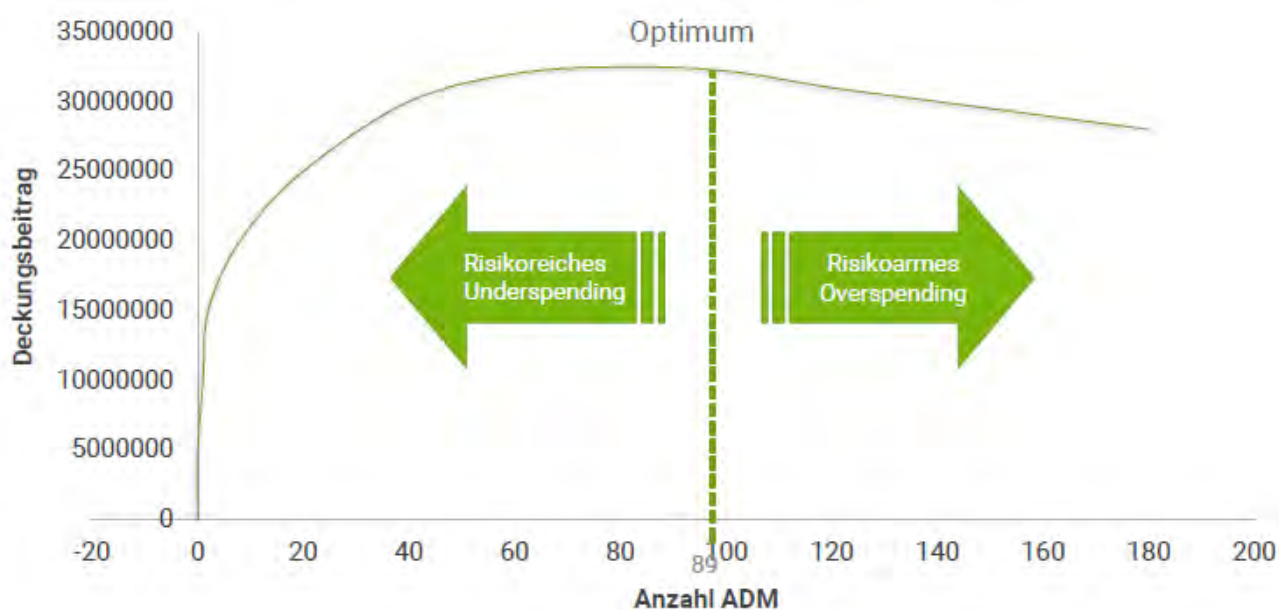 Optimum
35000000
30000000
25000000
20000000
15000000
10000000
5000000
0
Deckungsbeitrag
Risikoreiches
Underspending
Risikoarmes
Overspending
-20 0 20 40 60 80 100 120 140 160 180 200
89
Anzahl ADM